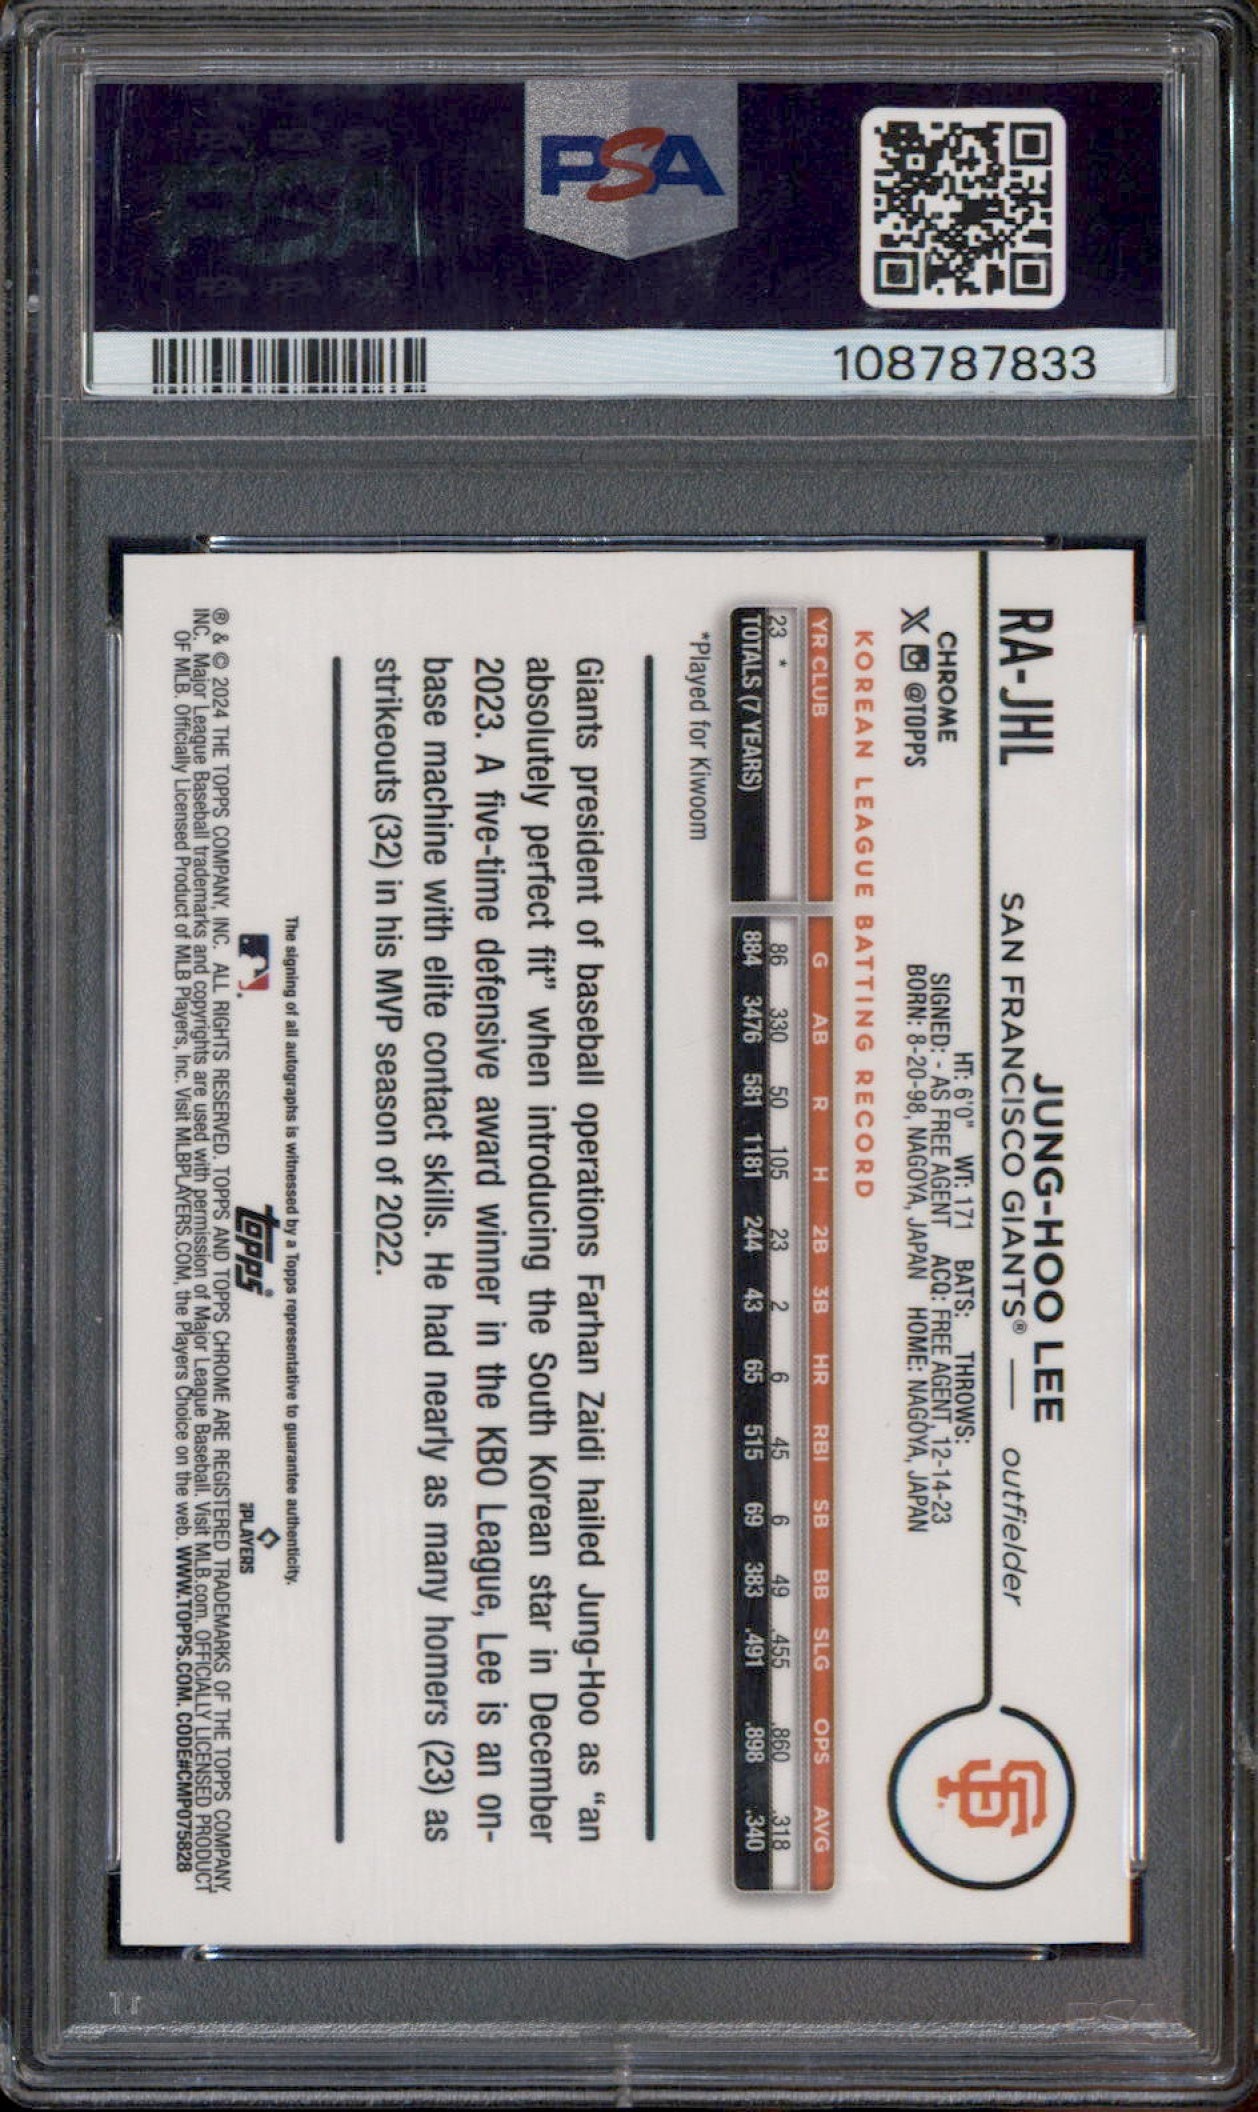 PSA
108787833
RA-JHL
JUNG-HOO LEE
SAN FRANCISCO GIANTS® — outfielder
SF
CHROME
X @TOPPS
HT: 6'0" WT: 171 BATS: THROWS:
SIGNED: - AS FREE AGENT ACQ: FREE AGENT, 12-14-23
BORN: 8-20-98, NAGOYA, JAPAN HOME: NAGOYA, JAPAN
KOREAN LEAGUE BATTING RECORD
YR CLUB G AB R H 2B 3B HR RBI SB BB SLG OPS AVG
23 * 86 330 50 105 23 2 6 45 6 49 .455 .860 .318
TOTALS (7 YEARS) 884 3476 581 1181 244 43 65 515 69 383 .491 .898 .340
*Played for Kiwoom
Giants president of baseball operations Farhan Zaidi hailed Jung-Hoo as “an
absolutely perfect fit” when introducing the South Korean star in December
2023. A five-time defensive award winner in the KBO League, Lee is an on-
base machine with elite contact skills. He had nearly as many homers (23) as
strikeouts (32) in his MVP season of 2022.
The signing of all autographs is witnessed by a Topps representative to guarantee authenticity.
Topps®
PLAYERS
® & © 2024 THE TOPPS COMPANY, INC. ALL RIGHTS RESERVED. TOPPS AND TOPPS CHROME ARE REGISTERED TRADEMARKS OF THE TOPPS COMPANY,
INC. Major League Baseball trademarks and copyrights are used with permission of Major League Baseball. Visit MLB.com. OFFICIALLY LICENSED PRODUCT
OF MLB. Officially Licensed Product of MLB Players, Inc. Visit MLBPLAYERS.COM, the Players Choice on the web. WWW.TOPPS.COM. CODE#CMP075828